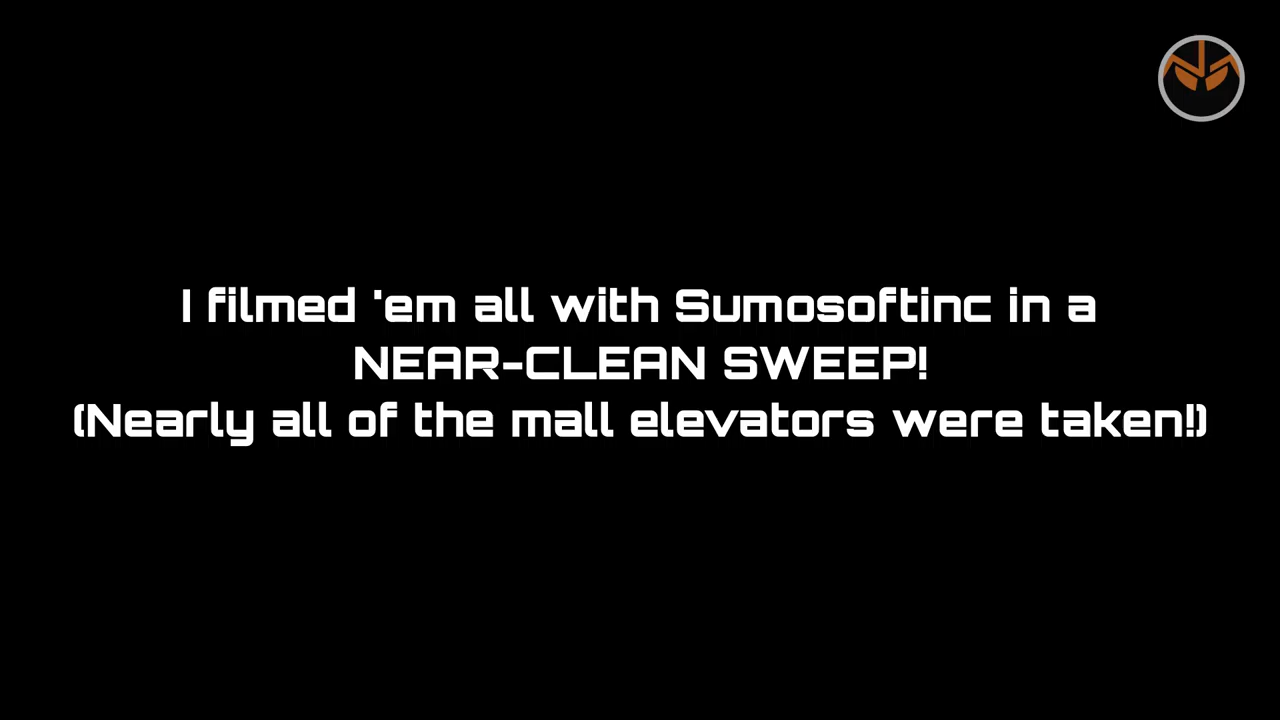 I filmed 'em all with Sumosoftinc in a
NEAR-CLEAN SWEEP!
(Nearly all of the mall elevators were taken!)